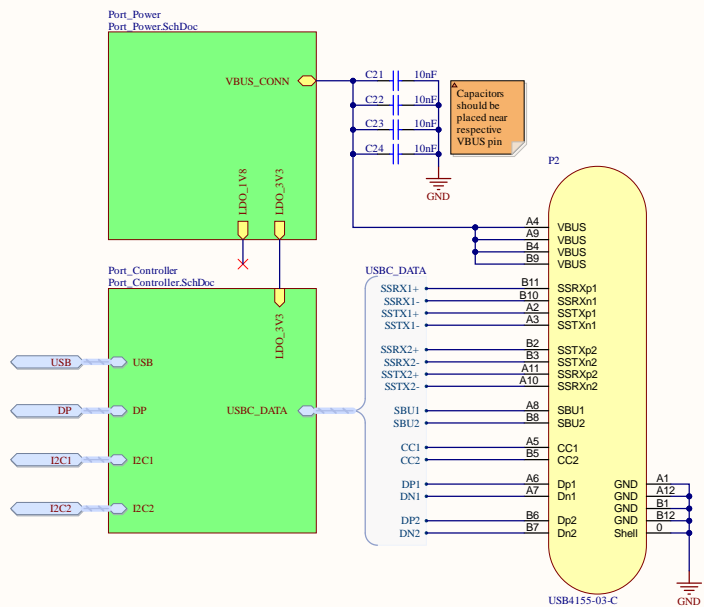 Port_Power
Port_Power.SchDoc
VBUS_CONN
LDO_1V8
LDO_3V3
C21 10nF
C22 10nF
C23 10nF
C24 10nF
GND
Capacitors
should be
placed near
respective
VBUS pin
Port_Controller
Port_Controller.SchDoc
LDO_3V3
USB USB
DP DP
I2C1 I2C1
I2C2 I2C2
USBC_DATA
USBC_DATA
SSRX1+
SSRX1-
SSTX1+
SSTX1-
SSRX2+
SSRX2-
SSTX2+
SSTX2-
SBU1
SBU2
CC1
CC2
DP1
DN1
DP2
DN2
P2
A4 VBUS
A9 VBUS
B4 VBUS
B9 VBUS
B11 SSRXp1
B10 SSRXn1
A2 SSTXp1
A3 SSTXn1
B2 SSTXp2
B3 SSTXn2
A11 SSRXp2
A10 SSRXn2
A8 SBU1
B8 SBU2
A5 CC1
B5 CC2
A6 Dp1
A7 Dn1
B6 Dp2
B7 Dn2
GND A1
GND A12
GND B1
GND B12
Shell 0
GND
USB4155-03-C